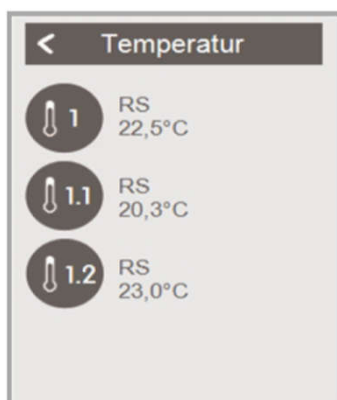 < Temperatur
1 RS
22,5°C
1.1 RS
20,3°C
1.2 RS
23,0°C